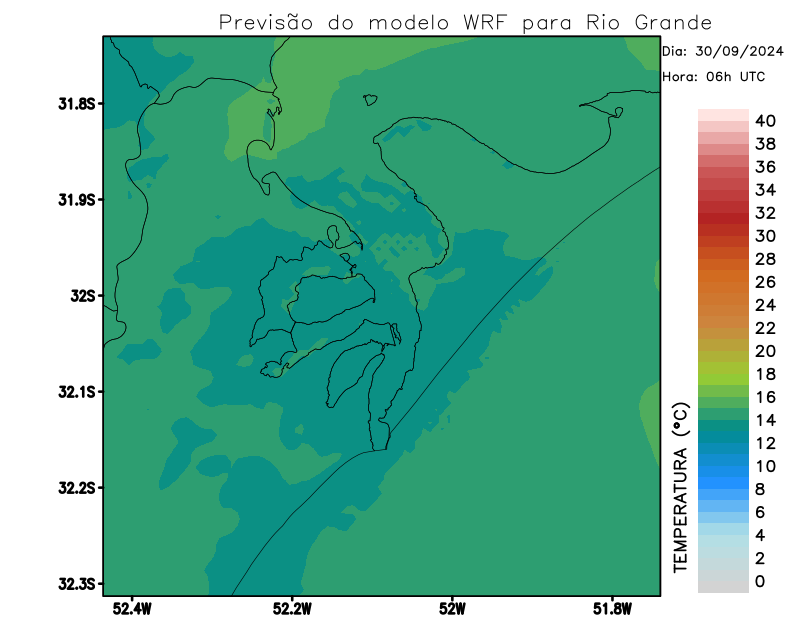 Previsão do modelo WRF para Rio Grande
Dia: 30/09/2024
Hora: 06h UTC
31.8S
31.9S
32S
32.1S
32.2S
32.3S
52.4W
52.2W
52W
51.8W
TEMPERATURA (°C)
40
38
36
34
32
30
28
26
24
22
20
18
16
14
12
10
8
6
4
2
0